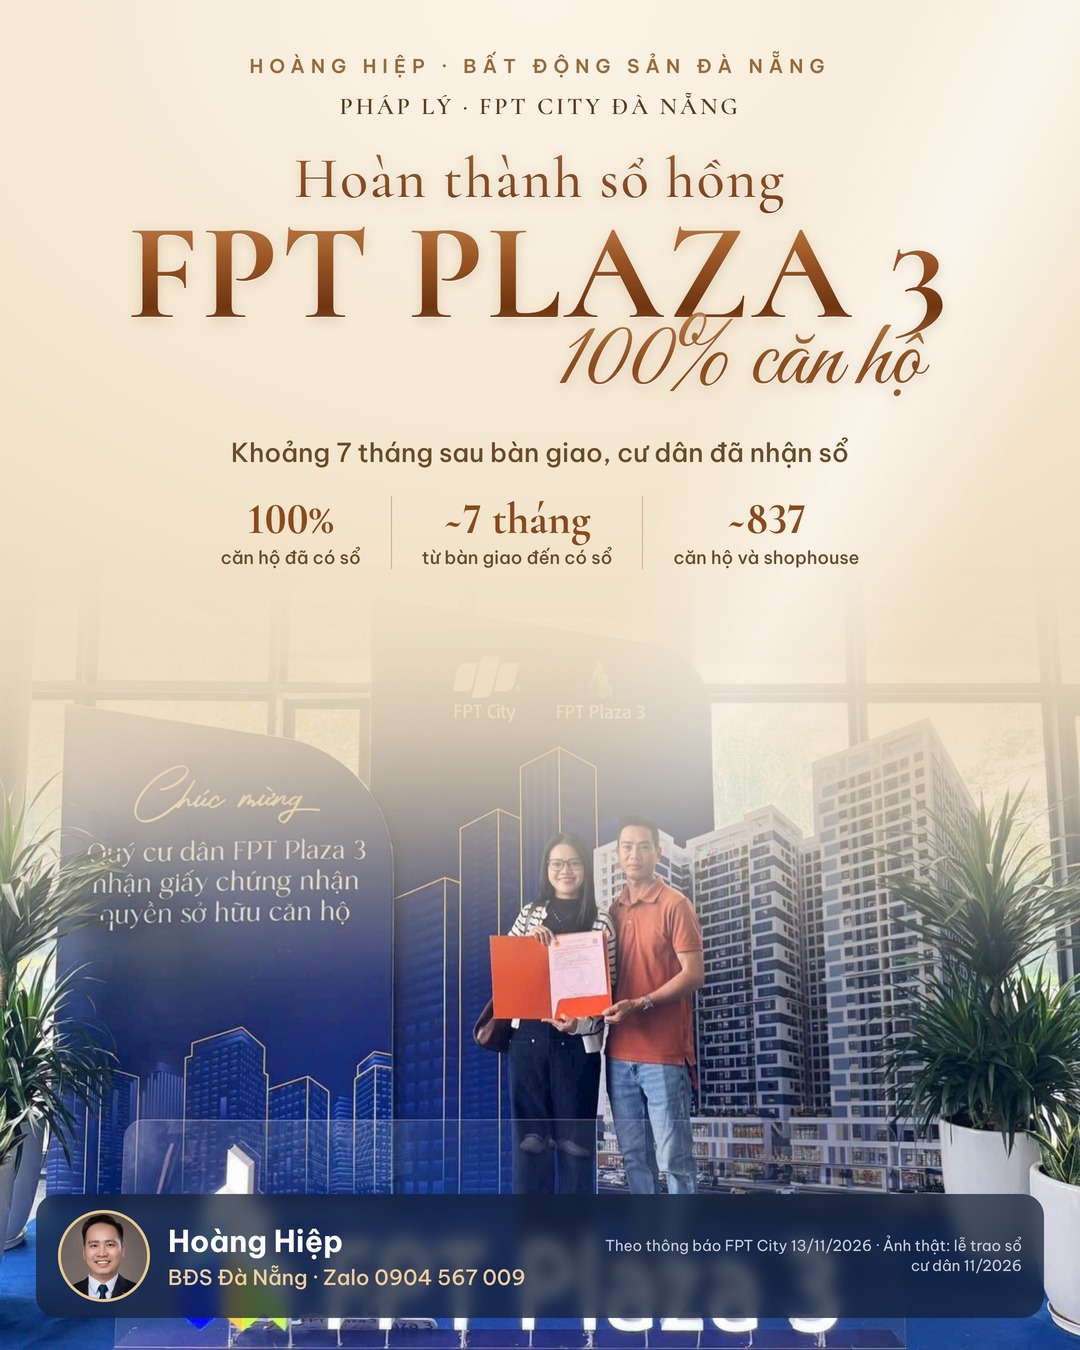 HOÀNG HIỆP · BẤT ĐỘNG SẢN ĐÀ NẴNG
PHÁP LÝ · FPT CITY ĐÀ NẴNG
Hoàn thành sổ hồng
FPT PLAZA 3
100% căn hộ
Khoảng 7 tháng sau bàn giao, cư dân đã nhận sổ
100%
căn hộ đã có sổ
~7 tháng
từ bàn giao đến có sổ
~837
căn hộ và shophouse
FPT City
FPT Plaza 3
Chúc mừng
Quý cư dân FPT Plaza 3
nhận giấy chứng nhận
quyền sở hữu căn hộ
Hoàng Hiệp
BĐS Đà Nẵng · Zalo 0904 567 009
Theo thông báo FPT City 13/11/2026 · Ảnh thật: lễ trao sổ
cư dân 11/2026
FPT Plaza 3